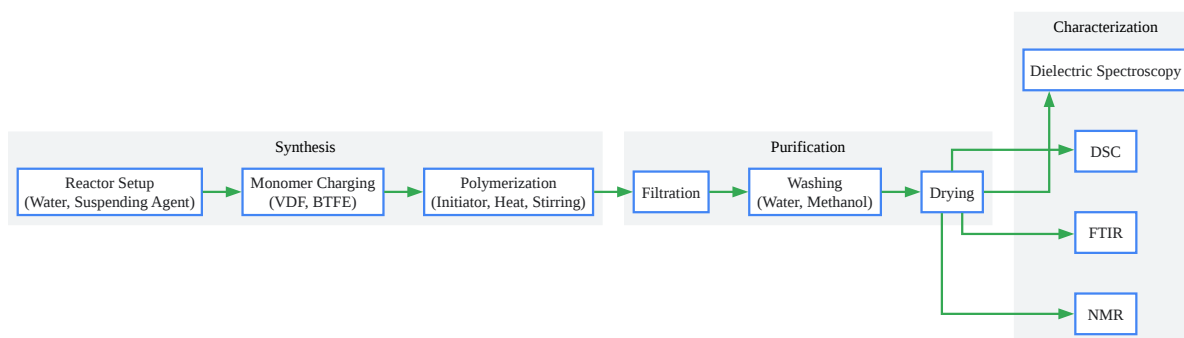 Synthesis
Reactor Setup
(Water, Suspending Agent)
Monomer Charging
(VDF, BTFE)
Polymerization
(Initiator, Heat, Stirring)
Purification
Filtration
Washing
(Water, Methanol)
Drying
Characterization
Dielectric Spectroscopy
DSC
FTIR
NMR